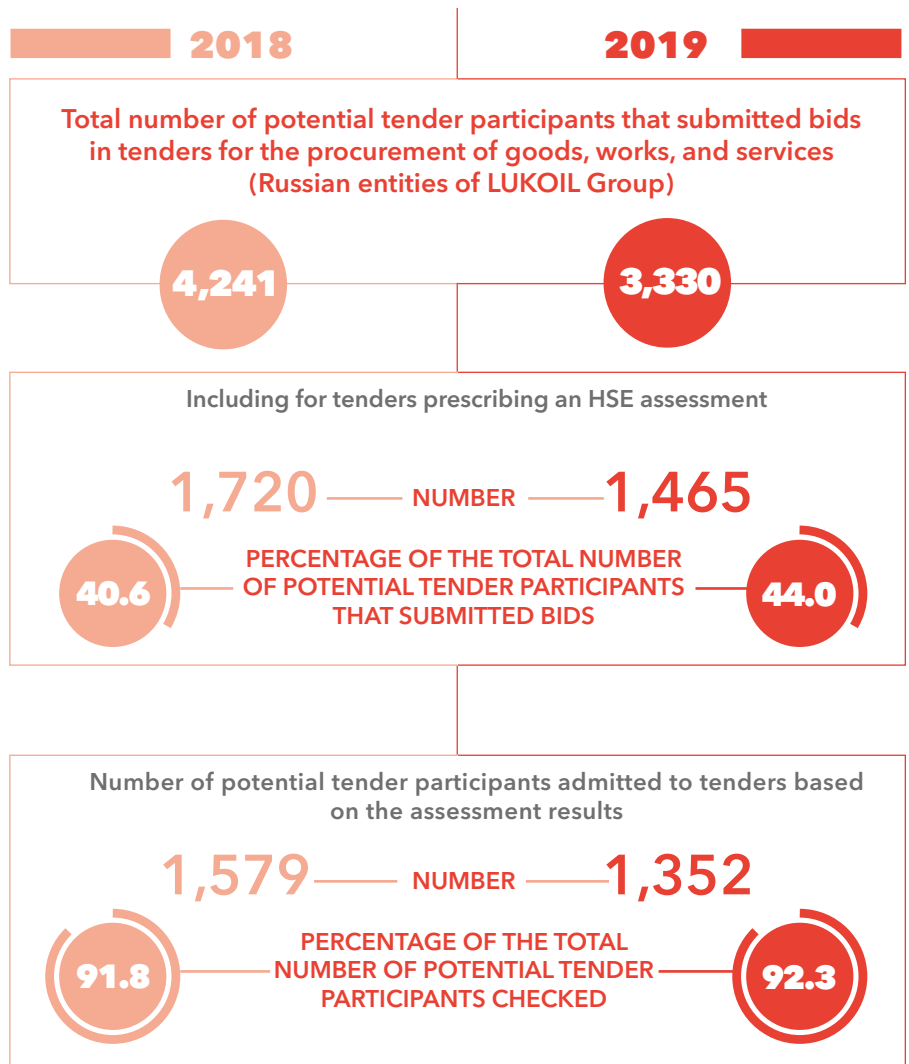 2018
2019
Total number of potential tender participants that submitted bids
in tenders for the procurement of goods, works, and services
(Russian entities of LUKOIL Group)
4,241
3,330
Including for tenders prescribing an HSE assessment
1,720 NUMBER 1,465
PERCENTAGE OF THE TOTAL NUMBER
40.6 OF POTENTIAL TENDER PARTICIPANTS 44.0
THAT SUBMITTED BIDS
Number of potential tender participants admitted to tenders based
on the assessment results
1,579 NUMBER 1,352
PERCENTAGE OF THE TOTAL
91.8 NUMBER OF POTENTIAL TENDER 92.3
PARTICIPANTS CHECKED